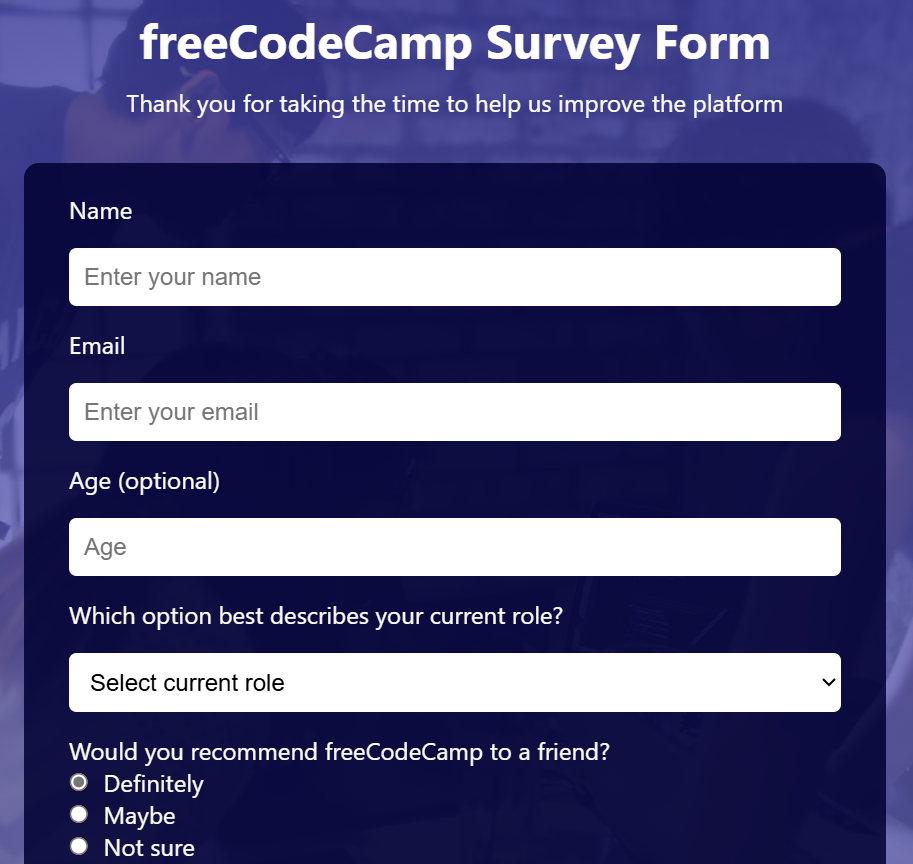 freeCodeCamp Survey Form
Thank you for taking the time to help us improve the platform
Name
Enter your name
Email
Enter your email
Age (optional)
Age
Which option best describes your current role?
Select current role
Would you recommend freeCodeCamp to a friend?
Definitely
Maybe
Not sure